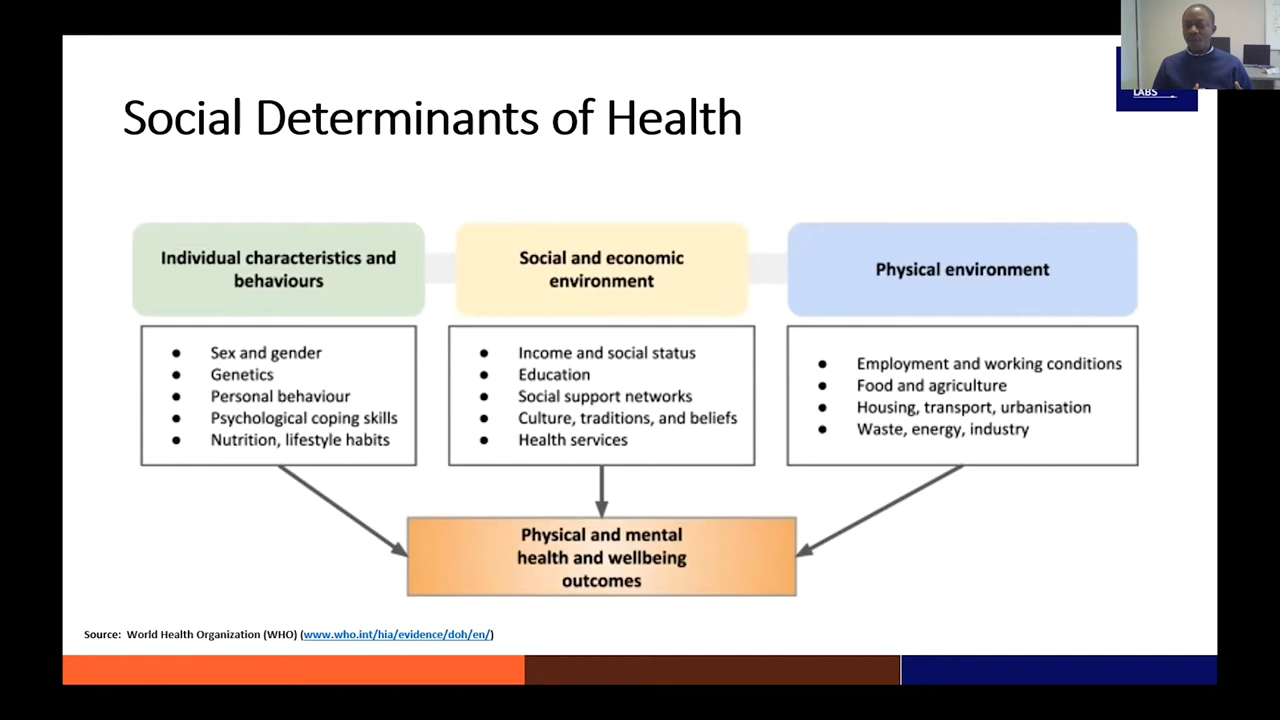 LABS
Social Determinants of Health
Individual characteristics and
behaviours
Social and economic
environment
Physical environment
● Sex and gender
● Genetics
● Personal behaviour
● Psychological coping skills
● Nutrition, lifestyle habits
● Income and social status
● Education
● Social support networks
● Culture, traditions, and beliefs
● Health services
● Employment and working conditions
● Food and agriculture
● Housing, transport, urbanisation
● Waste, energy, industry
Physical and mental
health and wellbeing
outcomes
Source: World Health Organization (WHO) (www.who.int/hia/evidence/doh/en/)